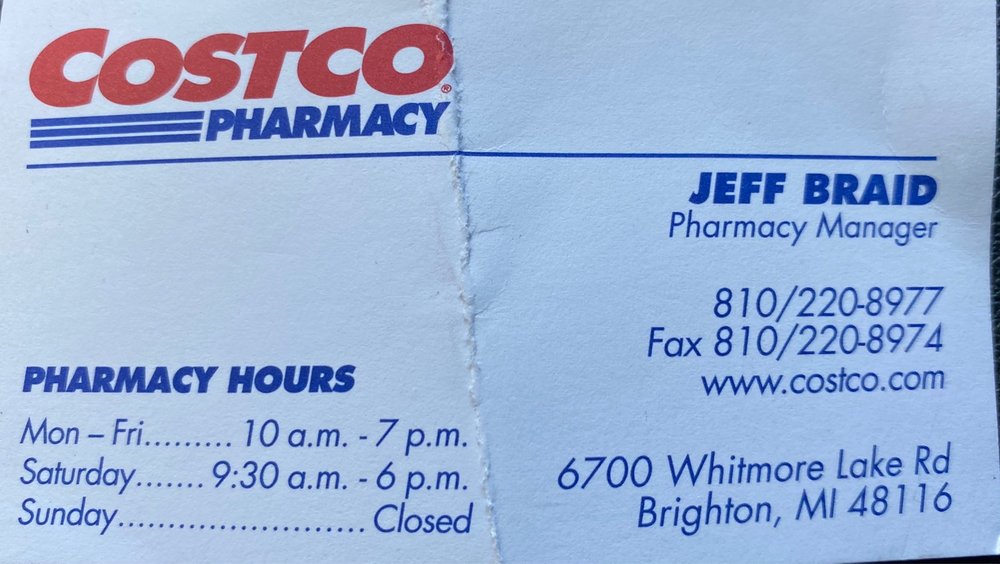 COSTCO®
PHARMACY
JEFF BRAID
Pharmacy Manager
810/220-8977
Fax 810/220-8974
www.costco.com
PHARMACY HOURS
Mon – Fri......... 10 a.m. - 7 p.m.
Saturday....... 9:30 a.m. - 6 p.m.
Sunday....................... Closed
6700 Whitmore Lake Rd
Brighton, MI 48116